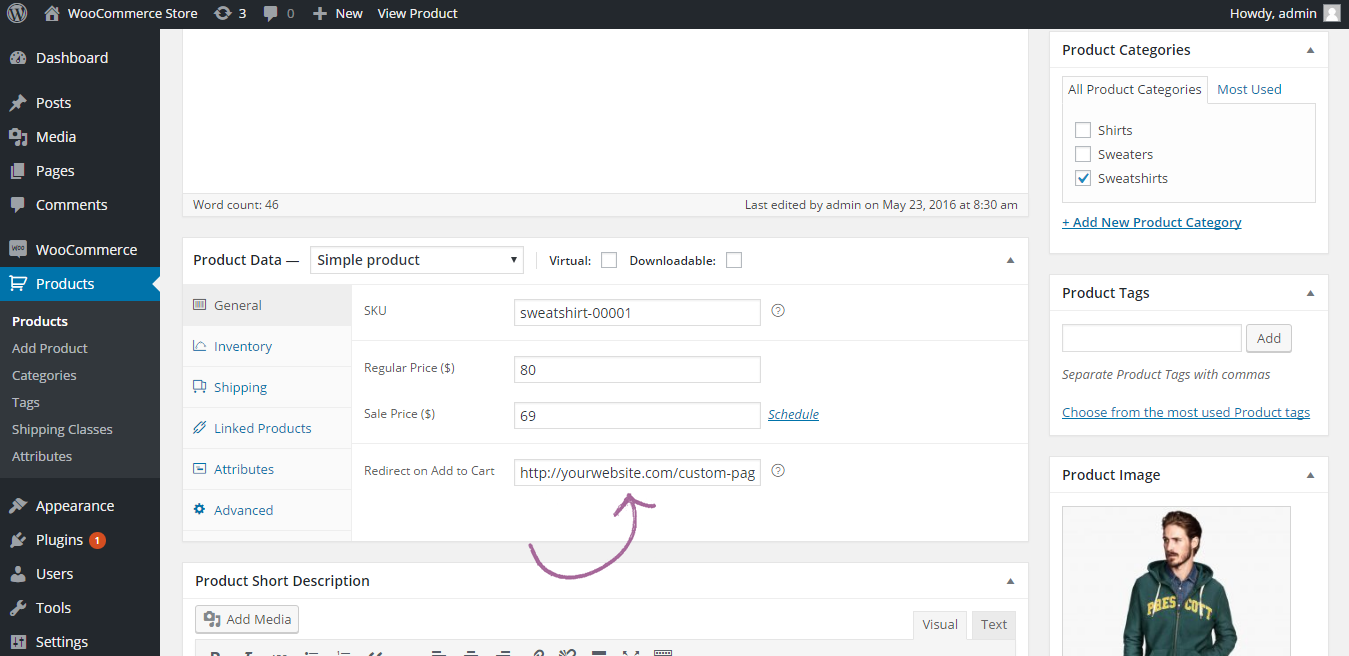 WooCommerce Store 3 0 New View Product Howdy, admin
Dashboard
Posts
Media
Pages
Comments
WooCommerce
Products
Products
Add Product
Categories
Tags
Shipping Classes
Attributes
Appearance
Plugins 1
Users
Tools
Settings
Word count: 46 Last edited by admin on May 23, 2016 at 8:30 am
Product Data — Simple product Virtual: Downloadable:
General
Inventory
Shipping
Linked Products
Attributes
Advanced
SKU sweatshirt-00001 ?
Regular Price ($) 80
Sale Price ($) 69 Schedule
Redirect on Add to Cart http://yourwebsite.com/custom-pag ?
Product Short Description
Add Media Visual Text
Product Categories
All Product Categories Most Used
Shirts
Sweaters
Sweatshirts
+ Add New Product Category
Product Tags
Add
Separate Product Tags with commas
Choose from the most used Product tags
Product Image
PRESCOTT